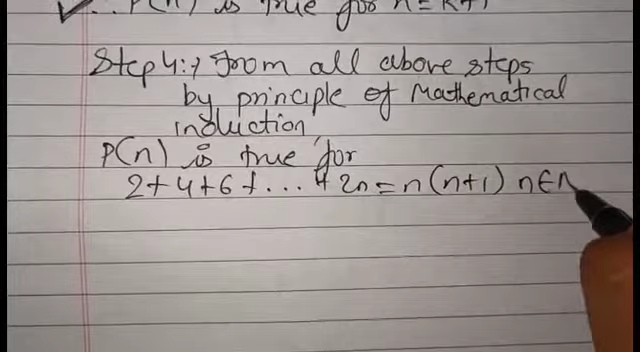 ∴ P(n) is true for n = k+1
Step 4:→ From all above steps
by principle of Mathematical
induction,
P(n) is true for
2+4+6+...+2n = n(n+1) n∈N